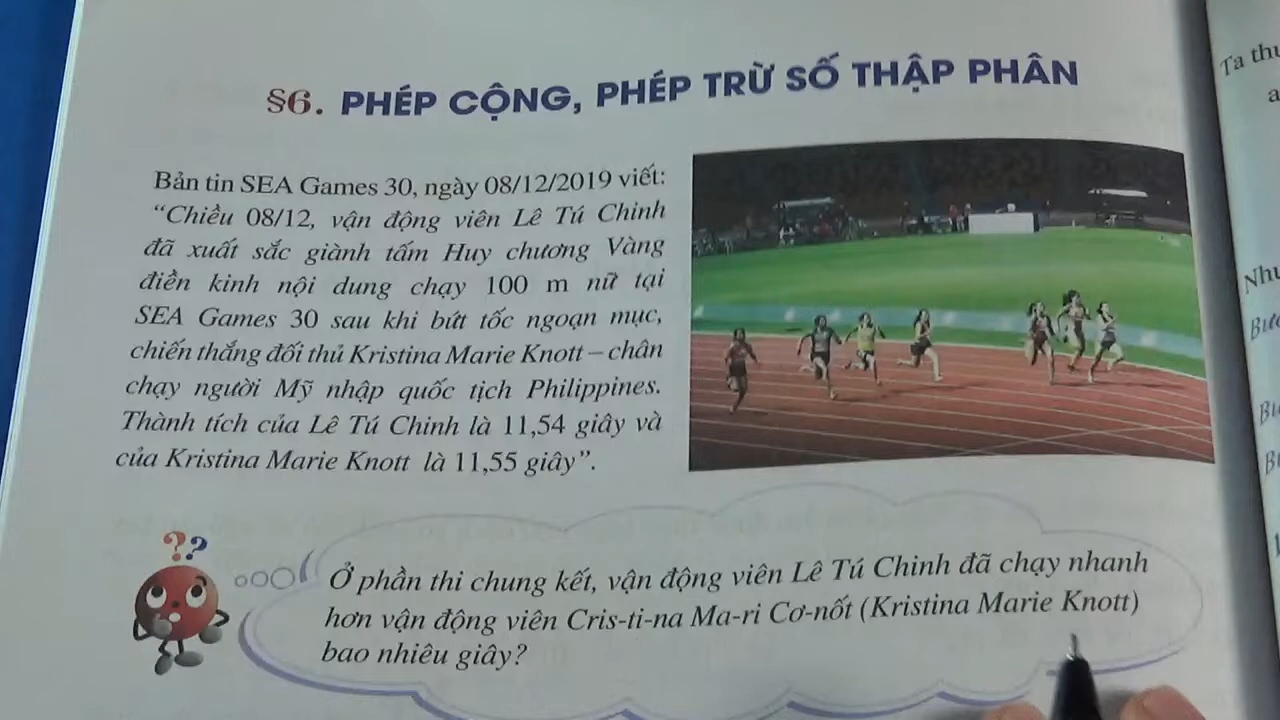 §6. PHÉP CỘNG, PHÉP TRỪ SỐ THẬP PHÂN
Bản tin SEA Games 30, ngày 08/12/2019 viết:
“Chiều 08/12, vận động viên Lê Tú Chinh
đã xuất sắc giành tấm Huy chương Vàng
điền kinh nội dung chạy 100 m nữ tại
SEA Games 30 sau khi bứt tốc ngoạn mục,
chiến thắng đối thủ Kristina Marie Knott – chân
chạy người Mỹ nhập quốc tịch Philippines.
Thành tích của Lê Tú Chinh là 11,54 giây và
của Kristina Marie Knott là 11,55 giây”.
??
Ở phần thi chung kết, vận động viên Lê Tú Chinh đã chạy nhanh
hơn vận động viên Cris-ti-na Ma-ri Cơ-nốt (Kristina Marie Knott)
bao nhiêu giây?
Ta
a